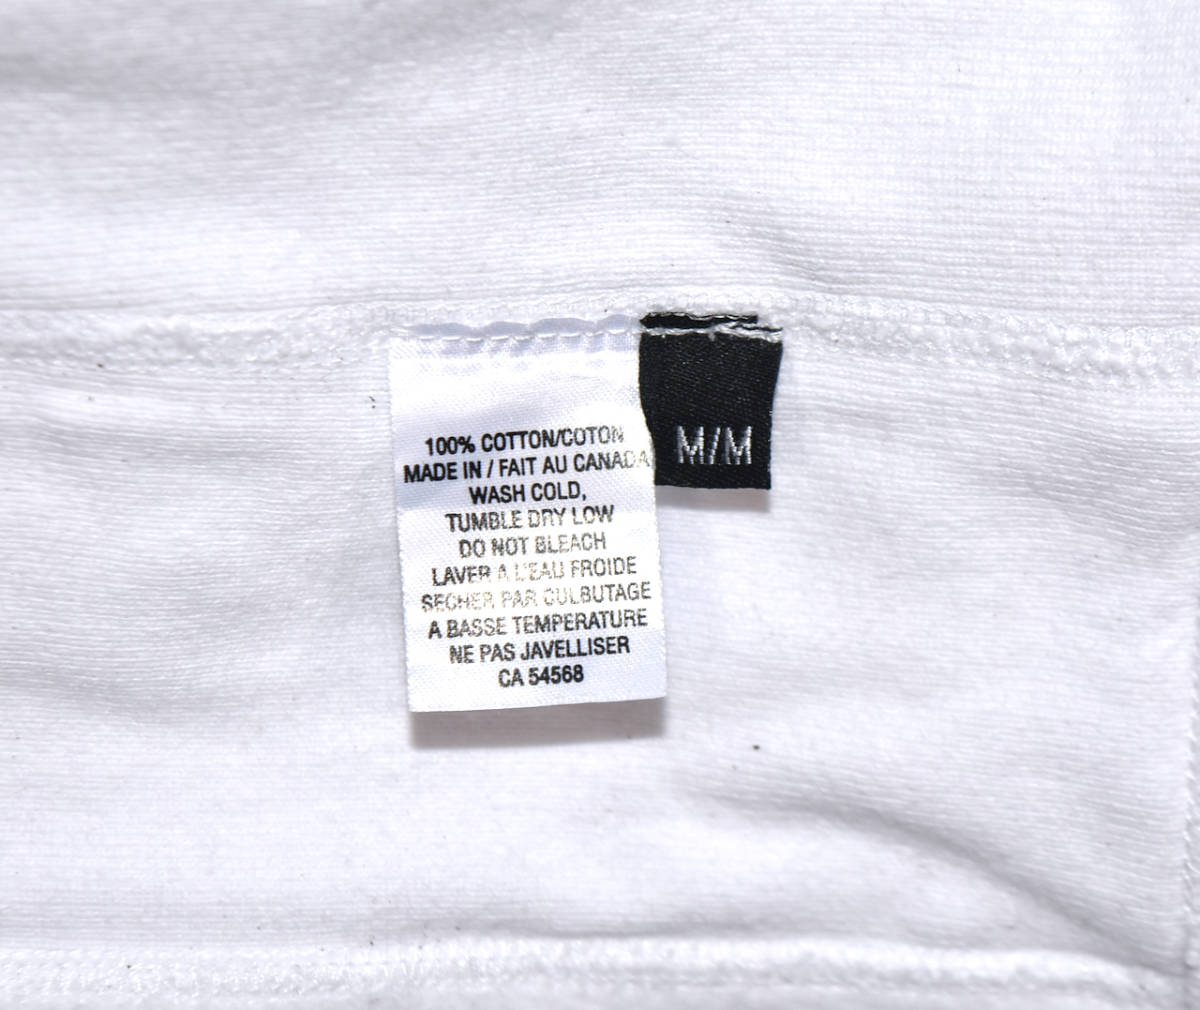 100% COTTON/COTON
MADE IN / FAIT AU CANADA
WASH COLD,
TUMBLE DRY LOW
DO NOT BLEACH
LAVER A L'EAU FROIDE
SECHER PAR CULBUTAGE
A BASSE TEMPERATURE
NE PAS JAVELLISER
CA 54568
M/M